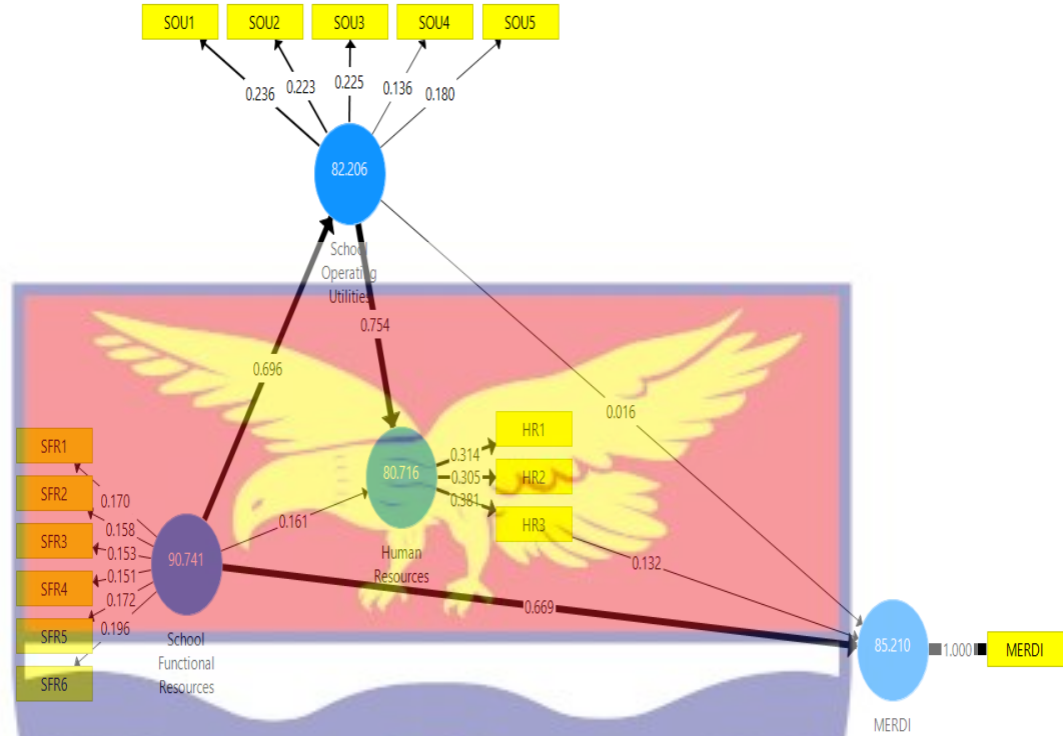 SOU1 SOU2 SOU3 SOU4 SOU5
0.236 0.223 0.225 0.136 0.180
82.206
School
Operating
Utilities
0.754
0.696
0.016
SFR1
SFR2
SFR3
SFR4
SFR5
SFR6
0.170
0.158
0.153
0.151
0.172
0.196
90.741
School
Functional
Resources
0.161
80.716
Human
Resources
0.314
0.305
0.381
HR1
HR2
HR3
0.132
0.669
85.210
MERDI
1.000
MERDI